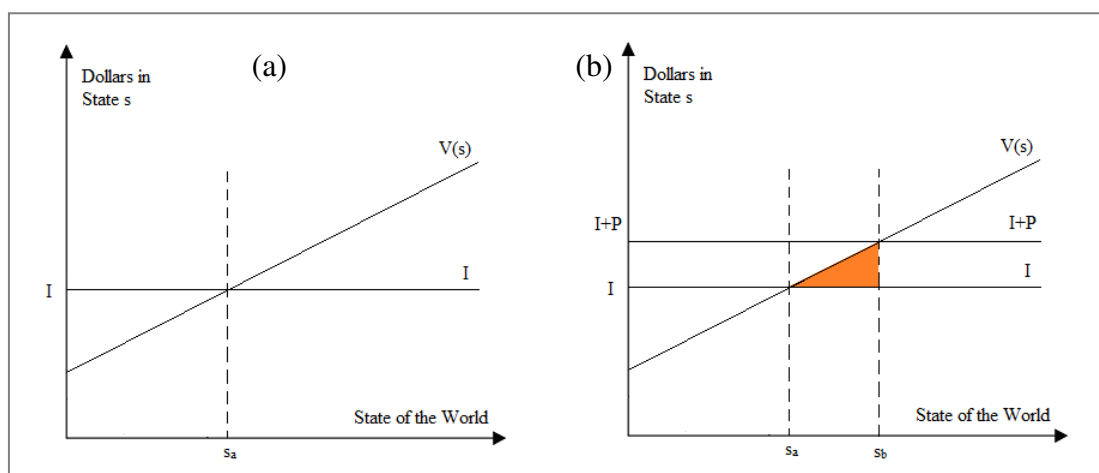 (a)
Dollars in
State s
V(s)
I
I
State of the World
sa
(b)
Dollars in
State s
V(s)
I+P
I+P
I
I
State of the World
sa
sb